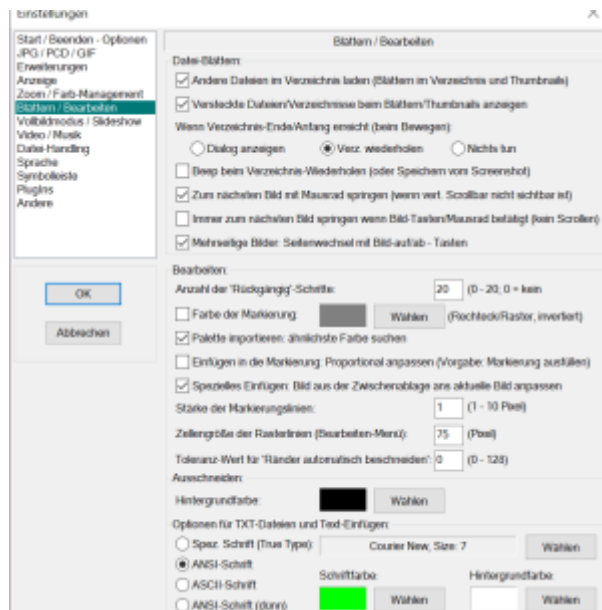 Einstellungen
Start / Beenden - Optionen
JPG / PCD / GIF
Erweiterungen
Anzeige
Zoom / Farb-Management
Blättern / Bearbeiten
Vollbildmodus / Slideshow
Video / Musik
Datei-Handling
Sprache
Symbolleiste
PlugIns
Andere
OK
Abbrechen
Blättern / Bearbeiten
Datei-Blättern:
Andere Dateien im Verzeichnis laden (Blättern im Verzeichnis und Thumbnails)
Versteckte Dateien/Verzeichnisse beim Blättern/Thumbnails anzeigen
Wenn Verzeichnis-Ende/Anfang erreicht (beim Bewegen):
Dialog anzeigen Verz. wiederholen Nichts tun
Beep beim Verzeichnis-Wiederholen (oder Speichern vom Screenshot)
Zum nächsten Bild mit Mausrad springen (wenn vert. Scrollbar nicht sichtbar ist)
Immer zum nächsten Bild springen wenn Bild-Tasten/Mausrad betätigt (kein Scrollen)
Mehrseitige Bilder: Seitenwechsel mit Bild-auf/ab - Tasten
Bearbeiten:
Anzahl der 'Rückgängig'-Schritte: 20 (0 - 20; 0 = kein
Farbe der Markierung: Wählen (Rechteck/Raster, invertiert)
Palette importieren: ähnlichste Farbe suchen
Einfügen in die Markierung: Proportional anpassen (Vorgabe: Markierung ausfüllen)
Spezielles Einfügen: Bild aus der Zwischenablage ans aktuelle Bild anpassen
Stärke der Markierungslinien: 1 (1 - 10 Pixel)
Zellengröße der Rasterlinien (Bearbeiten-Menü): 75 (Pixel)
Toleranz-Wert für 'Ränder automatisch beschneiden': 0 (0 - 128)
Ausschneiden:
Hintergrundfarbe: Wählen
Optionen für TXT-Dateien und Text-Einfügen:
Spez. Schrift (True Type): Courier New, Size: 7 Wählen
ANSI-Schrift
Schriftfarbe: Hintergrundfarbe:
ASCII-Schrift
ANSI-Schrift (dünn) Wählen Wählen